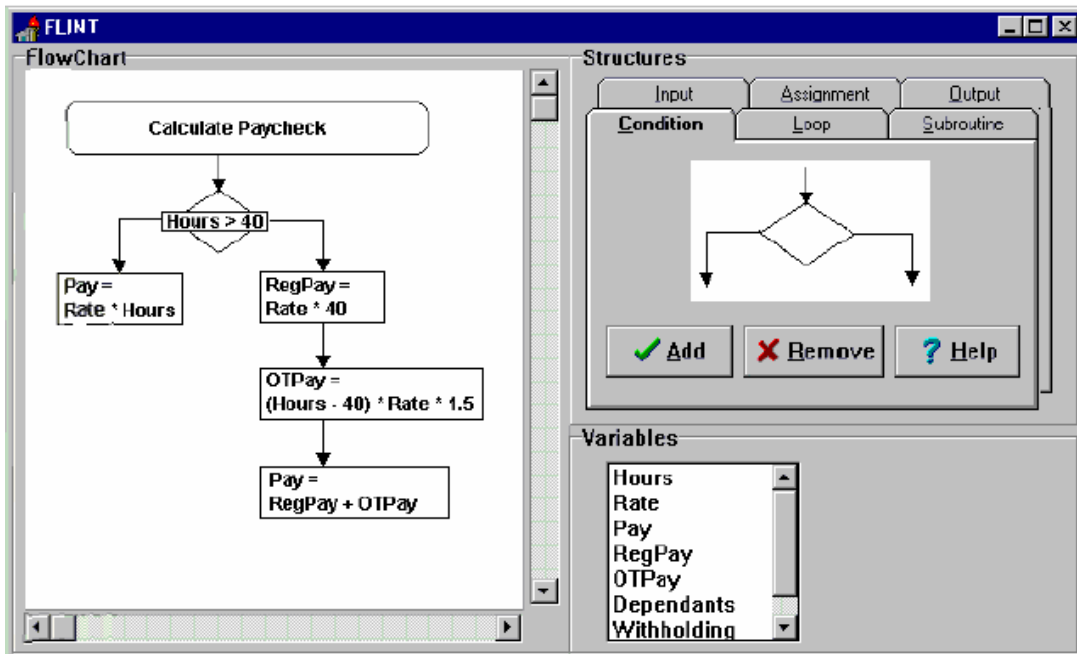 FLINT
FlowChart
Calculate Paycheck
Hours > 40
Pay =
Rate * Hours
RegPay =
Rate * 40
OTPay =
(Hours - 40) * Rate * 1.5
Pay =
RegPay + OTPay
Structures
Input Assignment Output
Condition Loop Subroutine
Add Remove ? Help
Variables
Hours
Rate
Pay
RegPay
OTPay
Dependants
Withholding